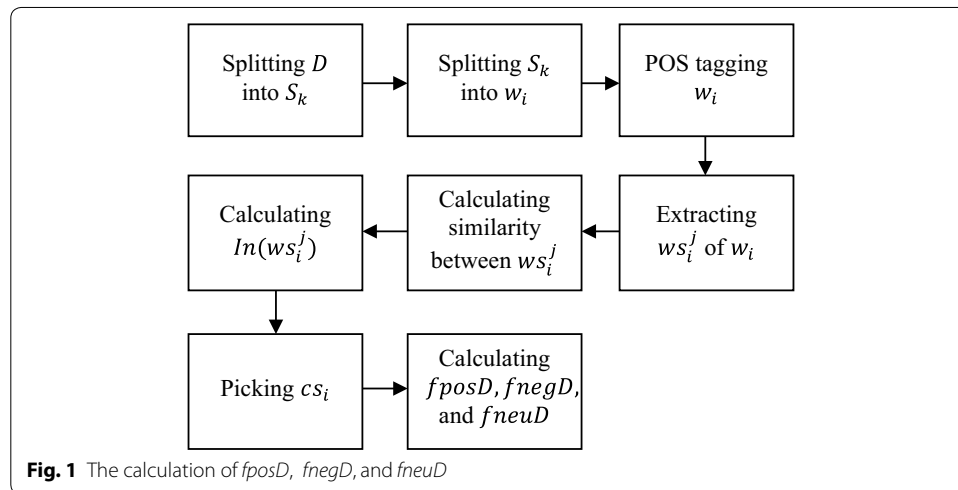 Splitting D
into S_k
Splitting S_k
into w_i
POS tagging
w_i
Extracting
ws_i^j of w_i
Calculating
similarity
between ws_i^j
Calculating
In(ws_i^j)
Picking cs_i
Calculating
fposD, fnegD,
and fneuD
Fig. 1 The calculation of fposD, fnegD, and fneuD